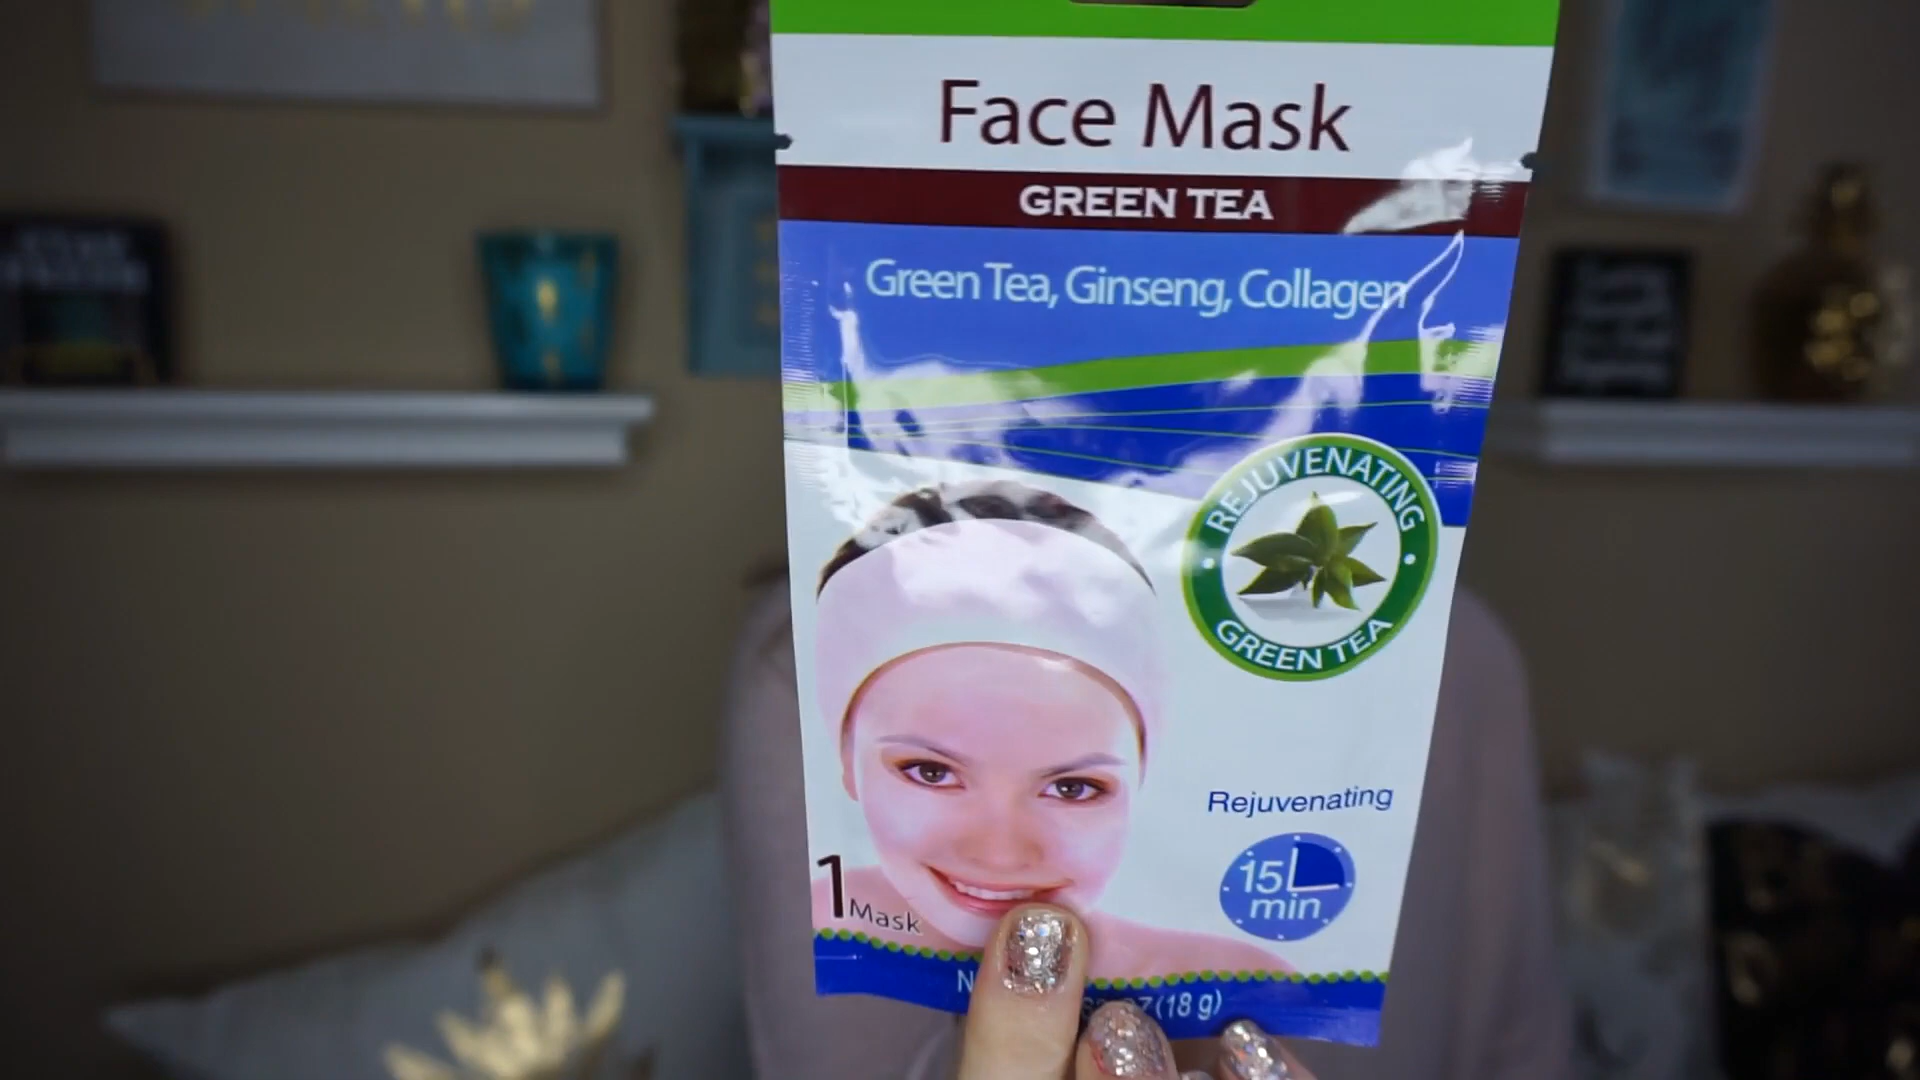 Face Mask
GREEN TEA
Green Tea, Ginseng, Collagen
REJUVENATING
GREEN TEA
Rejuvenating
15
min
1 Mask
(18 g)